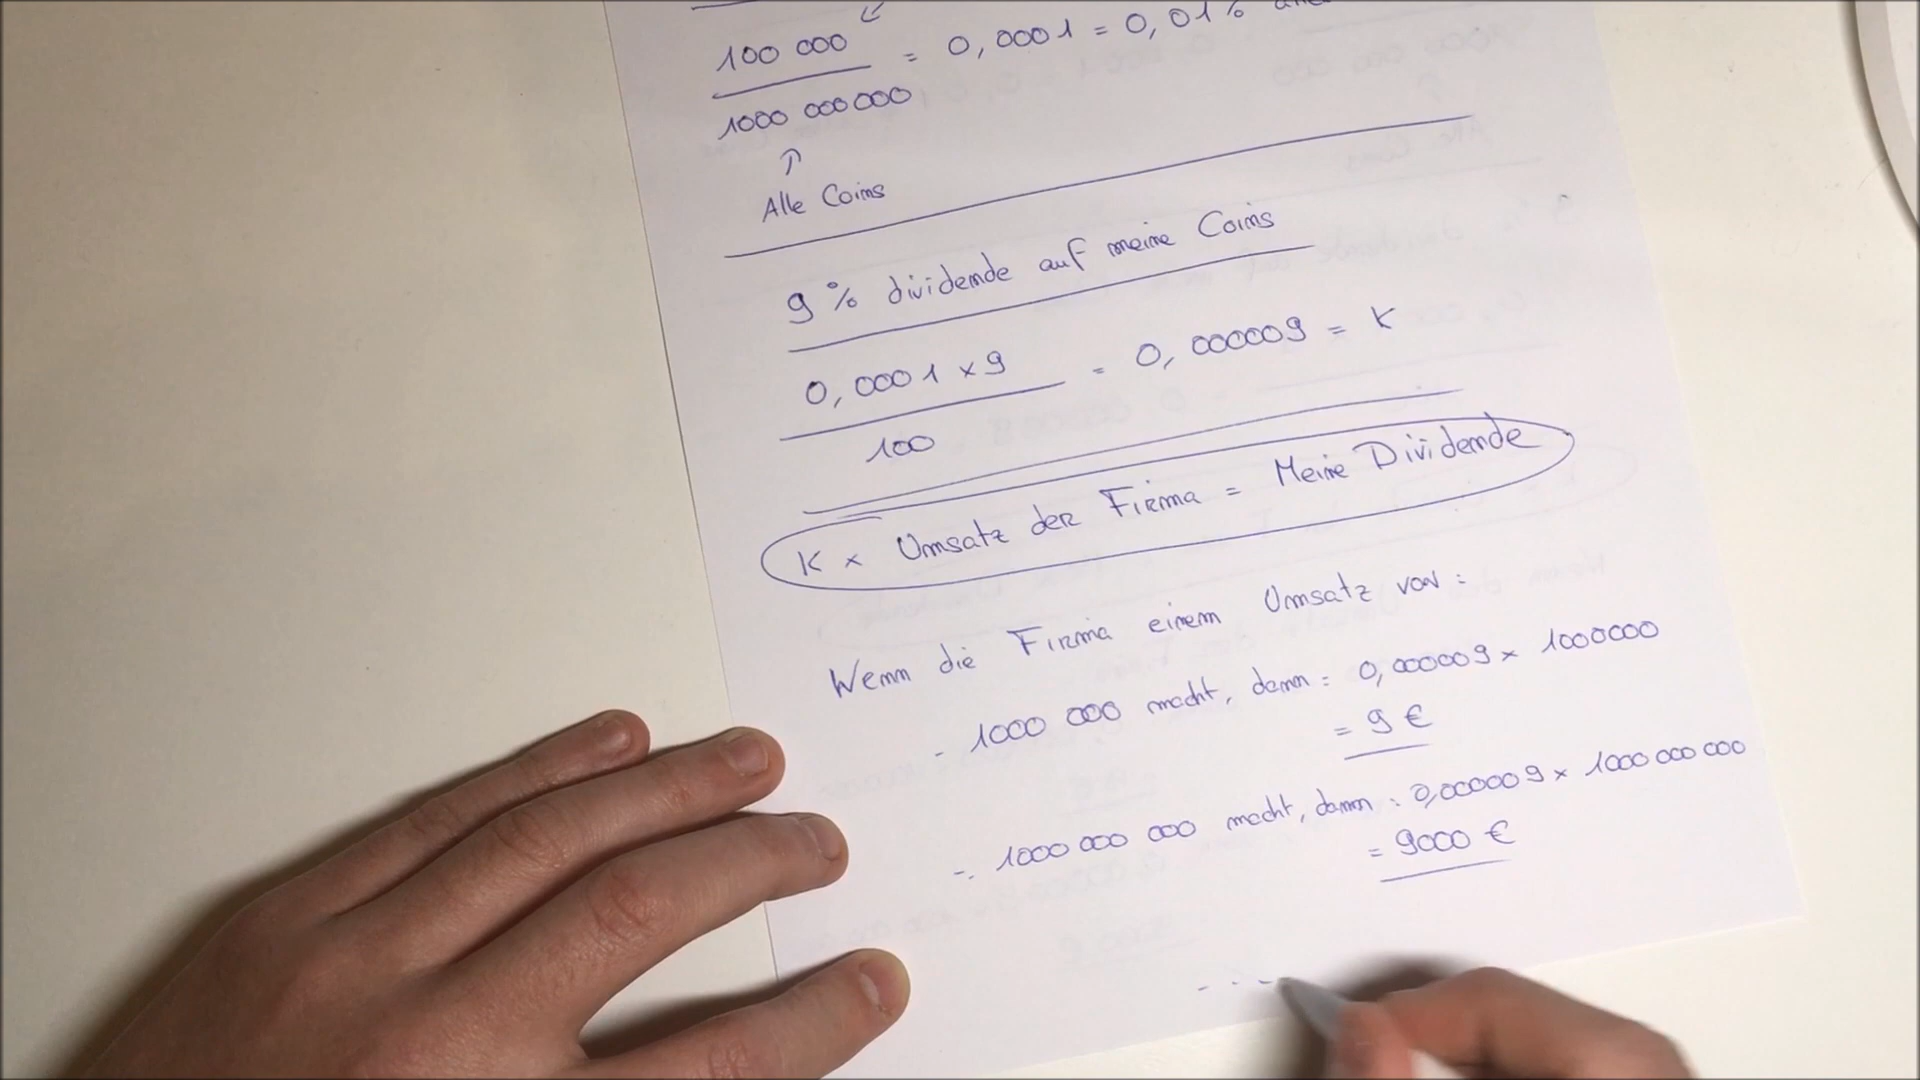 100 000 = 0,0001 = 0,01%
1000 000 000
Alle Coins
9 % dividende auf meine Coins
0,0001 x 9 = 0,000009 = K
100
K x Umsatz der Firma = Meine Dividende
Wenn die Firma einem Umsatz von :
- 1000 000 macht, dann = 0,000009 x 1000000
= 9 €
- 1000 000 000 macht, dann : 0,000009 x 1000 000 000
= 9000 €